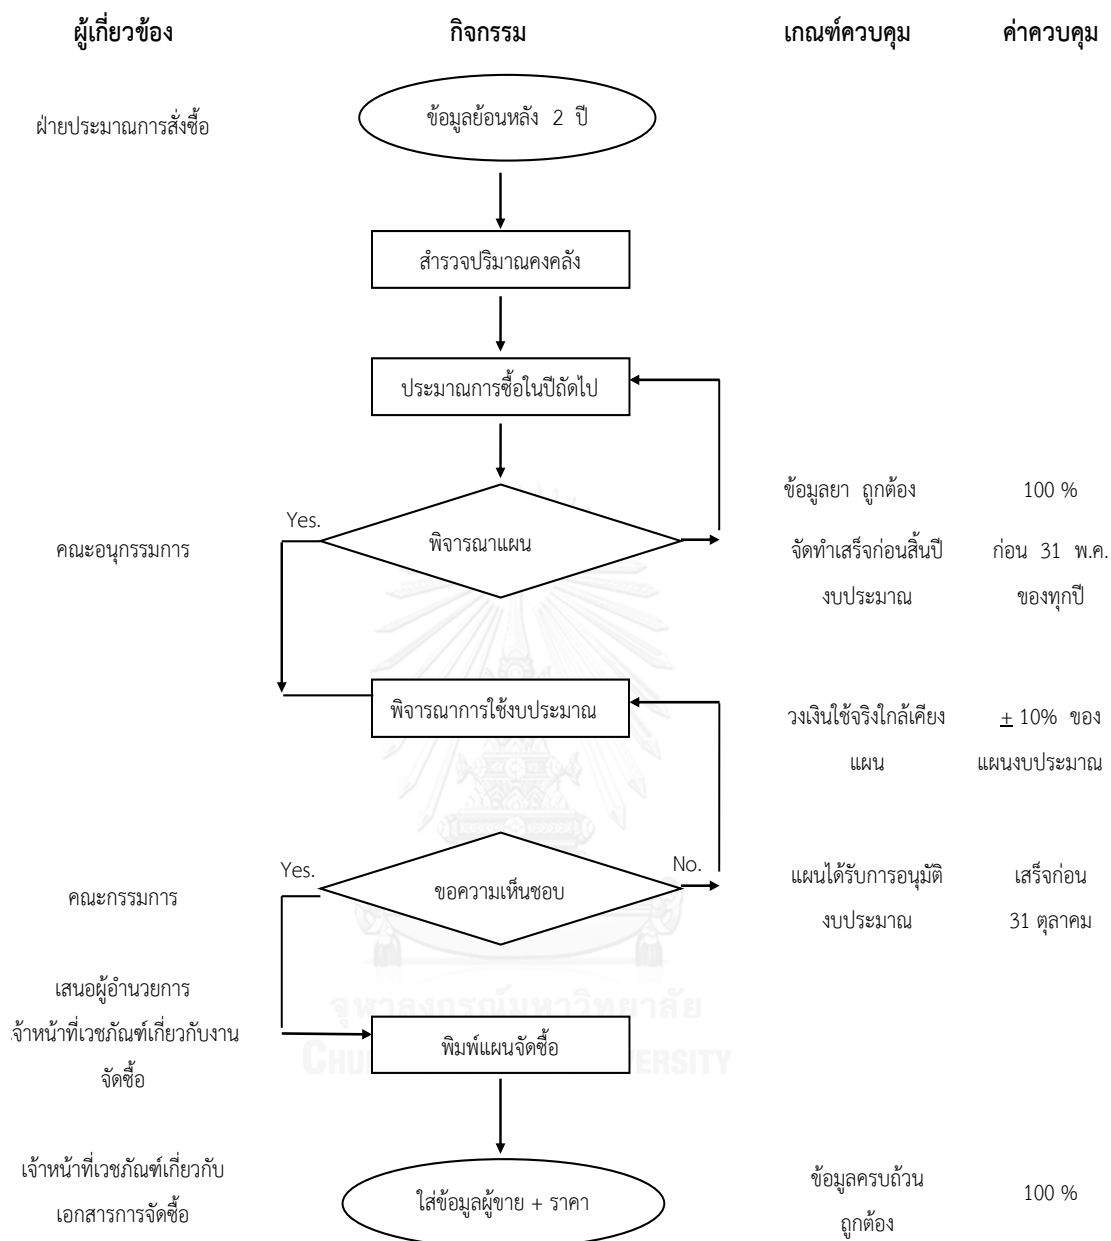 ผู้เกี่ยวข้อง กิจกรรม เกณฑ์ควบคุม ค่าควบคุม
ฝ่ายประมาณการสั่งซื้อ ข้อมูลย้อนหลัง 2 ปี
สำรวจปริมาณคงคลัง
ประมาณการซื้อในปีถัดไป
ข้อมูลยา ถูกต้อง 100 %
Yes.
คณะอนุกรรมการ พิจารณาแผน จัดทำเสร็จก่อนสิ้นปี ก่อน 31 พ.ค.
งบประมาณ ของทุกปี
พิจารณาการใช้งบประมาณ วงเงินใช้จริงใกล้เคียง + 10% ของ
แผน แผนงบประมาณ
Yes. No.
คณะกรรมการ ขอความเห็นชอบ แผนได้รับการอนุมัติ เสร็จก่อน
งบประมาณ 31 ตุลาคม
เสนอผู้อำนวยการ
จุฬาลงกรณ์มหาวิทยาลัย
เจ้าหน้าที่เวชภัณฑ์เกี่ยวกับงาน พิมพ์แผนจัดซื้อ
จัดซื้อ
CHU ERSITY
เจ้าหน้าที่เวชภัณฑ์เกี่ยวกับ ข้อมูลครบถ้วน
เอกสารการจัดซื้อ ใส่ข้อมูลผู้ขาย + ราคา ถูกต้อง 100 %